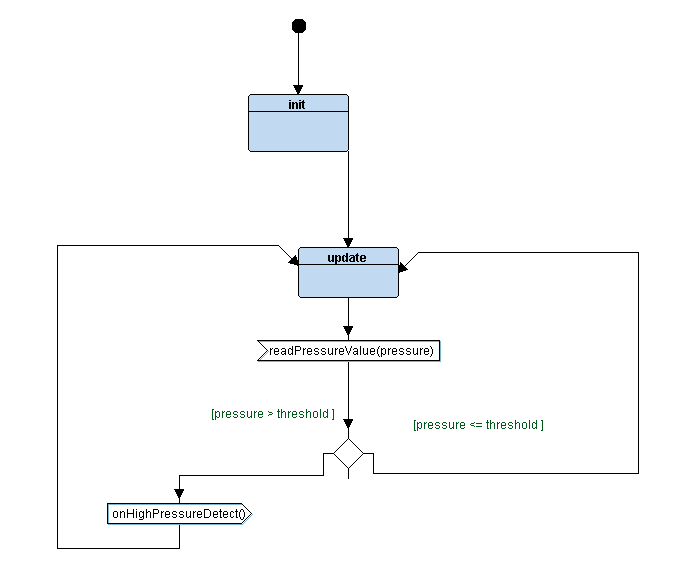 init
update
readPressureValue(pressure)
[pressure > threshold ]
[pressure <= threshold ]
onHighPressureDetect()